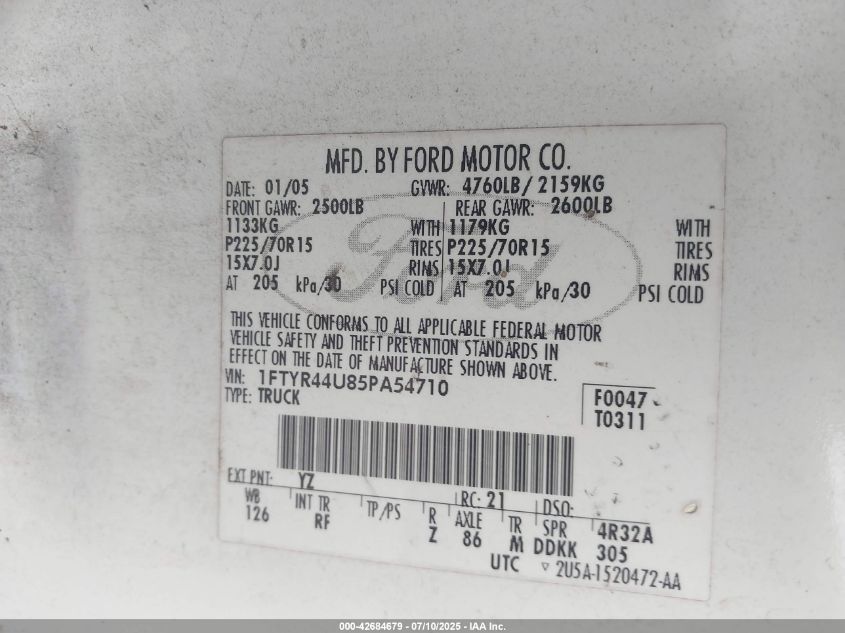 MFD. BY FORD MOTOR CO.
DATE: 01/05 GVWR: 4760LB/ 2159KG
FRONT GAWR: 2500LB REAR GAWR: 2600LB
1133KG WITH 1179KG WITH
P225/70R15 TIRES P225/70R15 TIRES
15X7.0J RIMS 15X7.0J RIMS
AT 205 kPa/30 PSI COLD AT 205 kPa/30 PSI COLD
Ford
THIS VEHICLE CONFORMS TO ALL APPLICABLE FEDERAL MOTOR
VEHICLE SAFETY AND THEFT PREVENTION STANDARDS IN
EFFECT ON THE DATE OF MANUFACTURE SHOWN ABOVE.
VIN: 1FTYR44U85PA54710
TYPE: TRUCK
F0047
T0311
EXT PNT: YZ RC: 21 DSO:
WB INT TR TP/PS R AXLE TR SPR 4R32A
126 RF Z 86 M DDKK 305
UTC ▽ 2U5A-1520472-AA
000-42684679 - 07/10/2025 - IAA Inc.